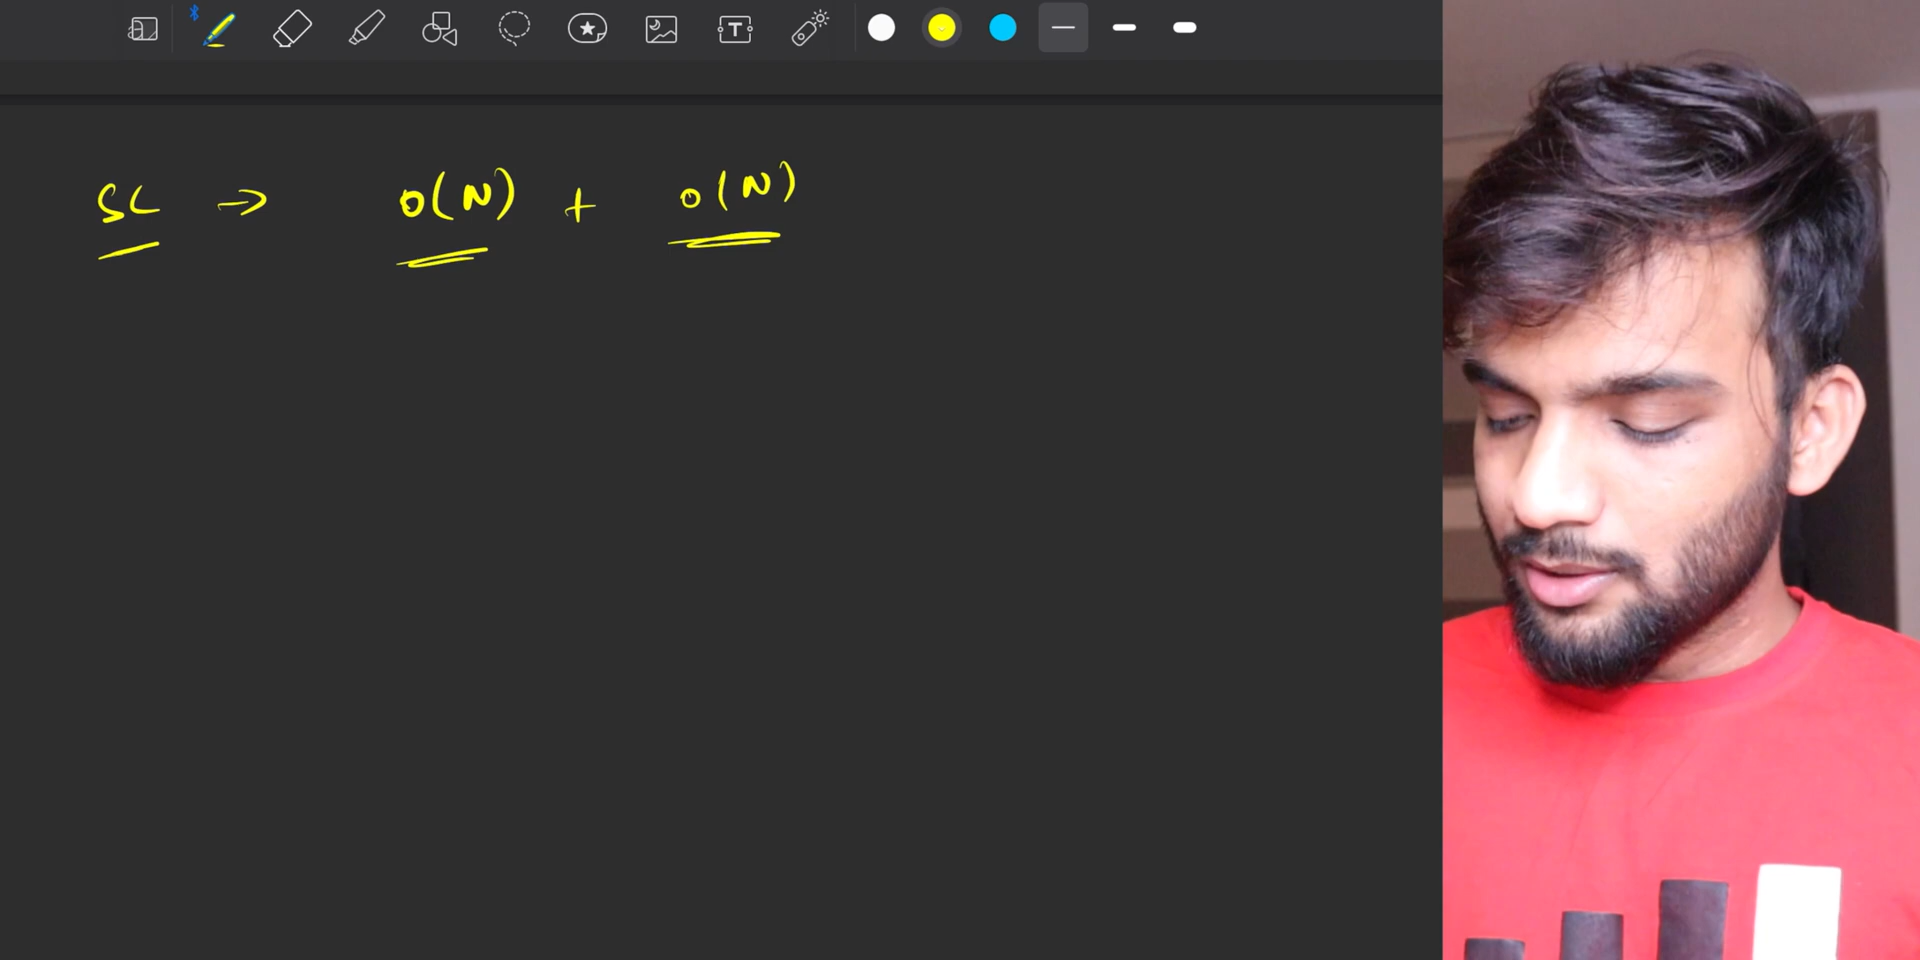 SC → O(N) + O(N)